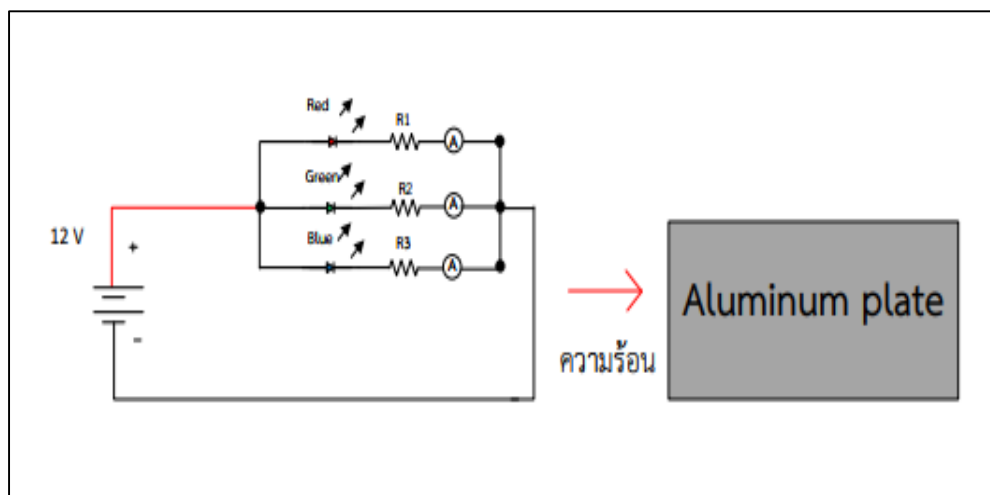 Red
R1
A
Green
R2
A
12 V
+
Blue
R3
A
-
Aluminum plate
ความร้อน